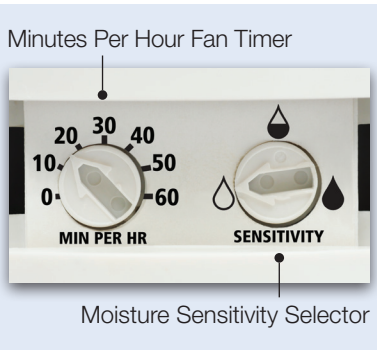 Minutes Per Hour Fan Timer
30
20 40
10 50
0 60
MIN PER HR SENSITIVITY
Moisture Sensitivity Selector